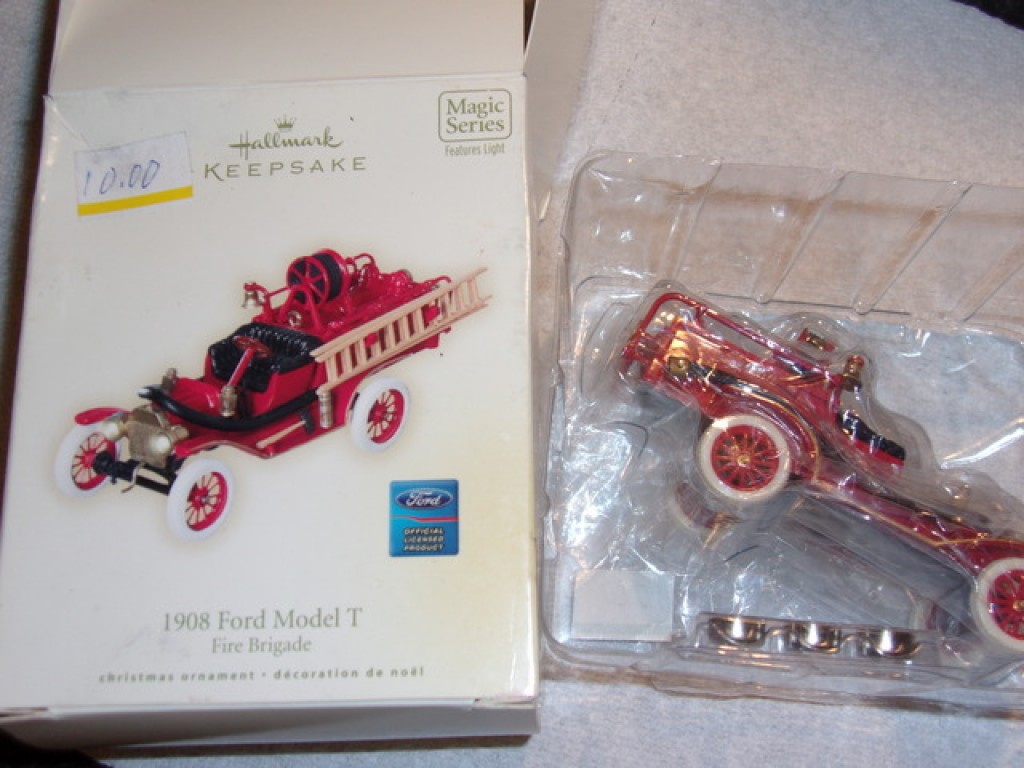 Hallmark
KEEPSAKE
Magic
Series
Features Light
10.00
Ford
OFFICIAL
LICENSED
PRODUCT
1908 Ford Model T
Fire Brigade
christmas ornament • décoration de noël